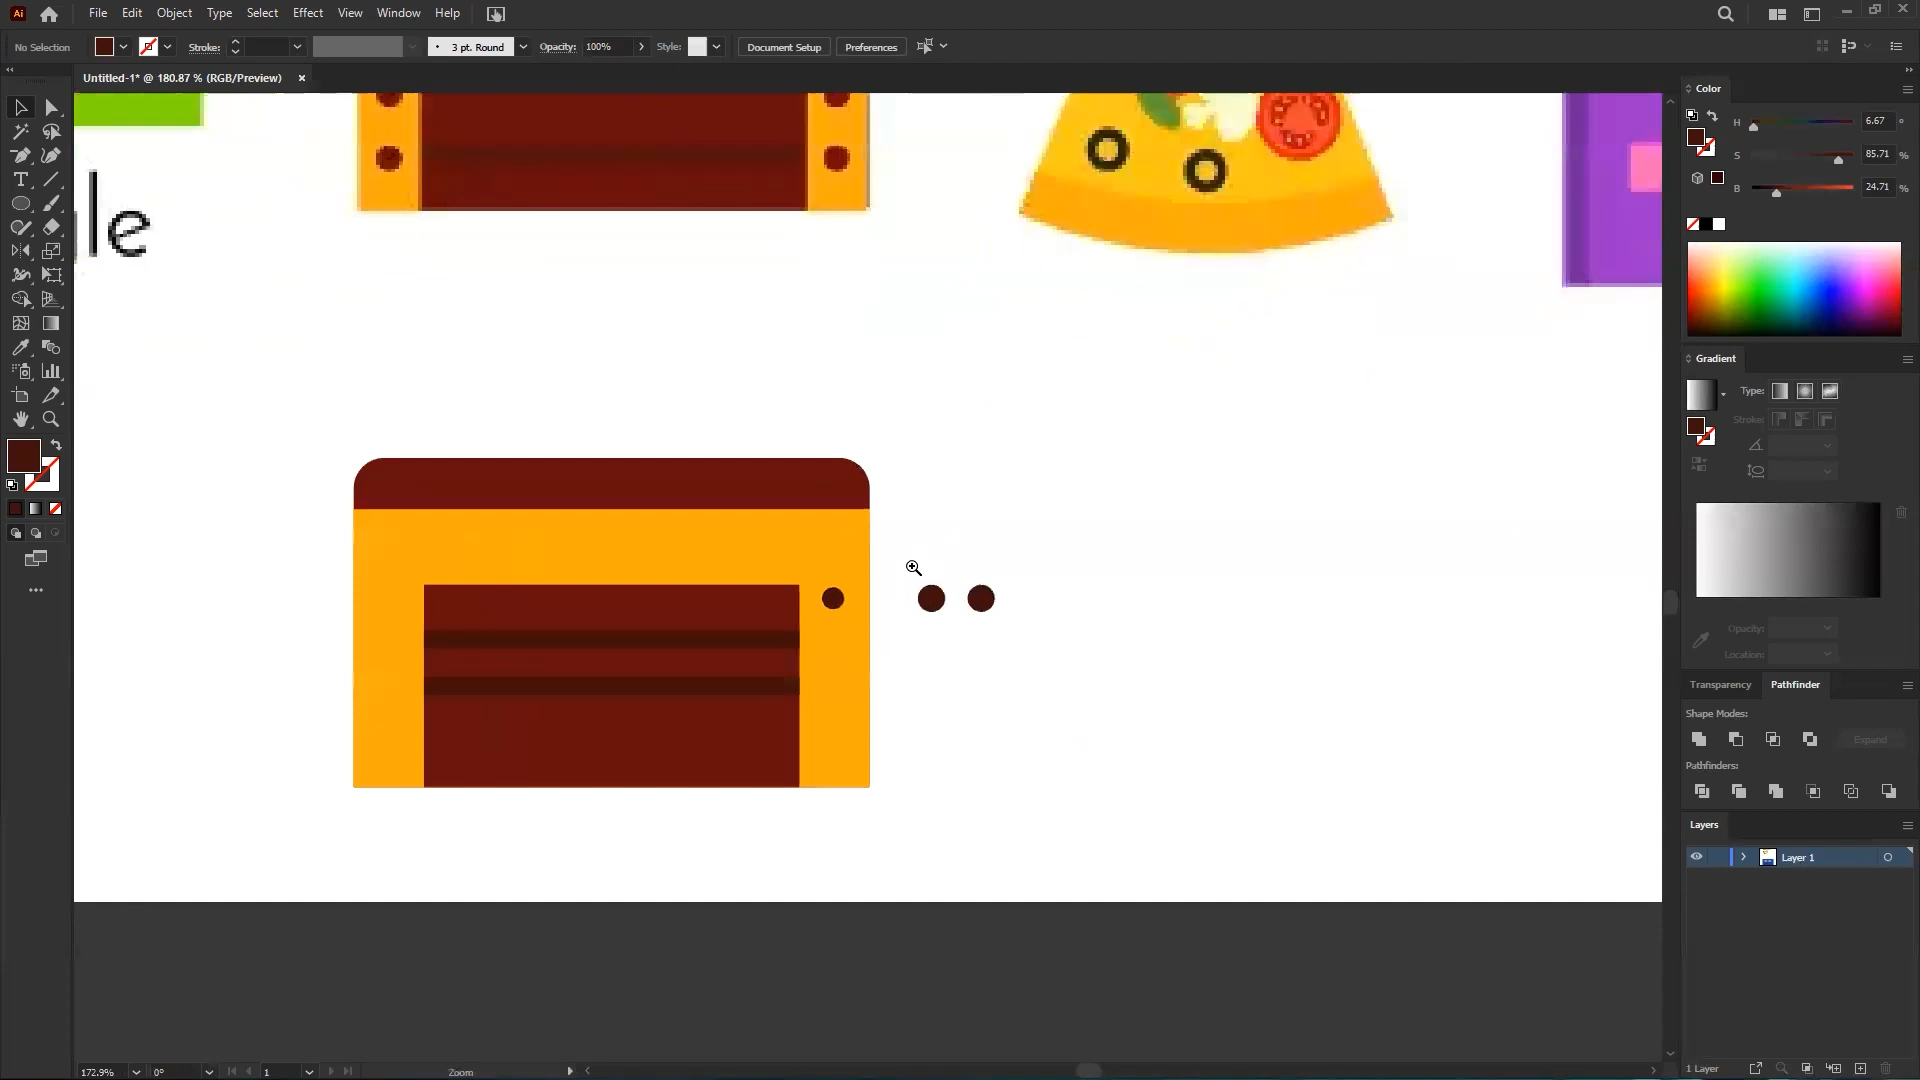 Ai File Edit Object Type Select Effect View Window Help
No Selection Stroke: 3 pt. Round Opacity: 100% Style: Document Setup Preferences
Untitled-1* @ 180.87 % (RGB/Preview) ×
le
Color
H 6.67 °
S 85.71 %
B 24.71 %
Gradient
Type:
Stroke:
Opacity:
Location:
Transparency Pathfinder
Shape Modes:
Expand
Pathfinders:
Layers
Layer 1
172.9% 0° 1 Zoom 1 Layer